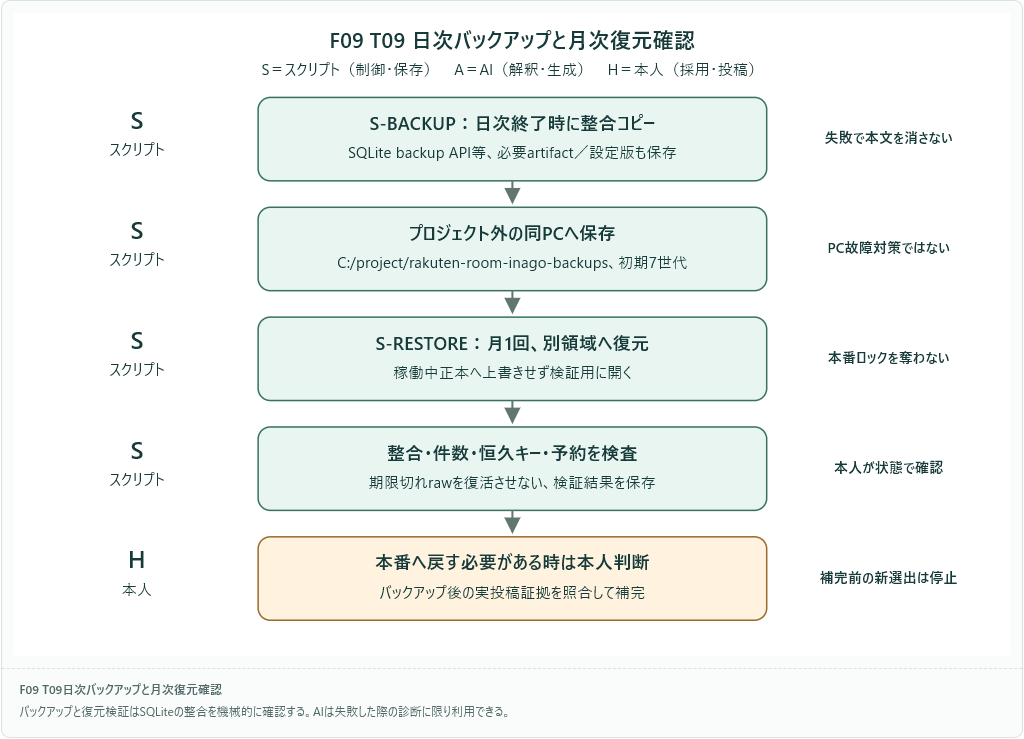 F09 T09 日次バックアップと月次復元確認
S＝スクリプト（制御・保存） A＝AI（解釈・生成） H＝本人（採用・投稿）
S
スクリプト
S-BACKUP：日次終了時に整合コピー
SQLite backup API等、必要artifact／設定版も保存
失敗で本文を消さない
S
スクリプト
プロジェクト外の同PCへ保存
C:/project/rakuten-room-inago-backups、初期7世代
PC故障対策ではない
S
スクリプト
S-RESTORE：月1回、別領域へ復元
稼働中正本へ上書きせず検証用に開く
本番ロックを奪わない
S
スクリプト
整合・件数・恒久キー・予約を検査
期限切れrawを復活させない、検証結果を保存
本人が状態で確認
H
本人
本番へ戻す必要がある時は本人判断
バックアップ後の実投稿証拠を照合して補完
補完前の新選出は停止
F09 T09日次バックアップと月次復元確認
バックアップと復元検証はSQLiteの整合を機械的に確認する。AIは失敗した際の診断に限り利用できる。